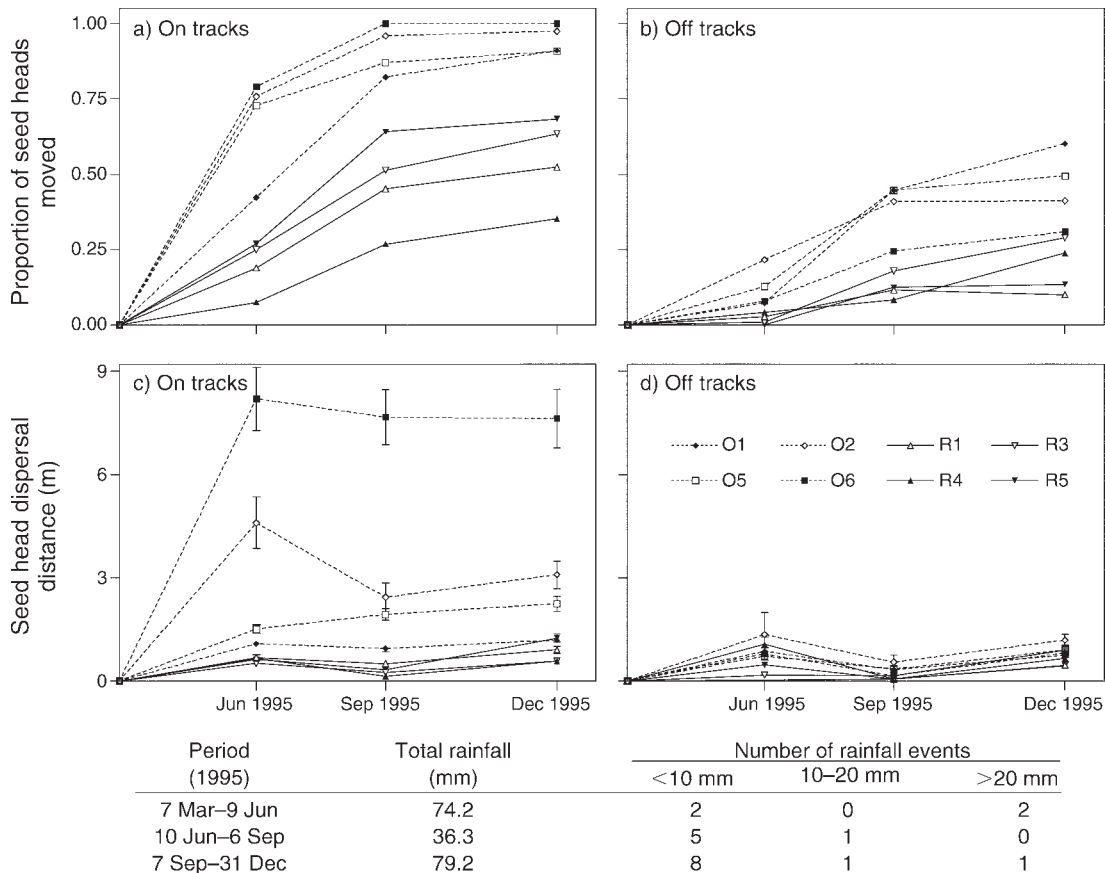 a) On tracks
b) Off tracks
1.00
0.75
0.50
0.25
0.00
Proportion of seed heads
moved
c) On tracks
d) Off tracks
9
6
3
0
Seed head dispersal
distance (m)
O1 O2 R1 R3
O5 O6 R4 R5
Jun 1995 Sep 1995 Dec 1995 Jun 1995 Sep 1995 Dec 1995
Period Total rainfall Number of rainfall events
(1995) (mm) <10 mm 10–20 mm >20 mm
7 Mar–9 Jun 74.2 2 0 2
10 Jun–6 Sep 36.3 5 1 0
7 Sep–31 Dec 79.2 8 1 1